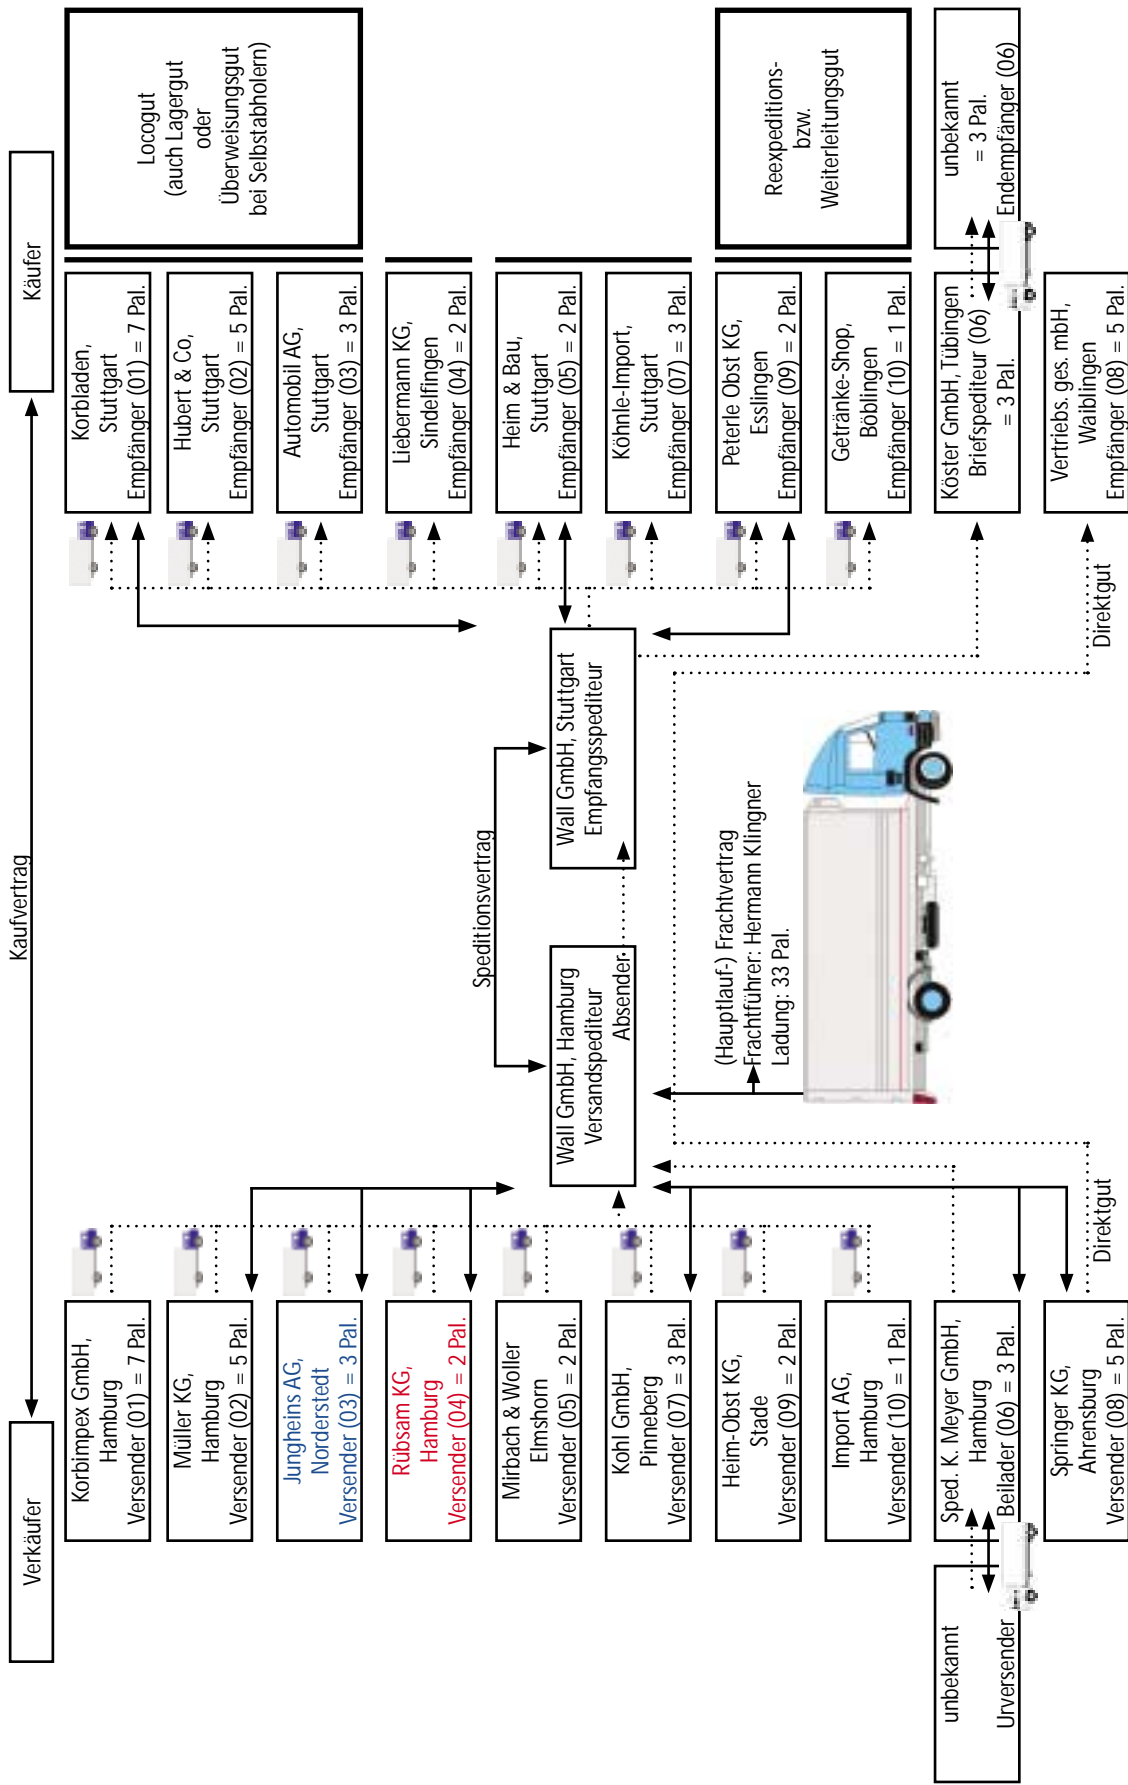 Verkäufer
Kaufvertrag
Käufer
Korbimpex GmbH,
Hamburg
Versender (01) = 7 Pal.
Müller KG,
Hamburg
Versender (02) = 5 Pal.
Jungheins AG,
Norderstedt
Versender (03) = 3 Pal.
Rübsam KG,
Hamburg
Versender (04) = 2 Pal.
Mirbach & Woller
Elmshorn
Versender (05) = 2 Pal.
Kohl GmbH,
Pinneberg
Versender (07) = 3 Pal.
Heim-Obst KG,
Stade
Versender (09) = 2 Pal.
Import AG,
Hamburg
Versender (10) = 1 Pal.
unbekannt
Urversender
Sped. K. Meyer GmbH,
Hamburg
Beilader (06) = 3 Pal.
Springer KG,
Ahrensburg
Versender (08) = 5 Pal.
Direktgut
Speditionsvertrag
Wall GmbH, Hamburg
Versandspediteur
Absender
Wall GmbH, Stuttgart
Empfangsspediteur
(Hauptlauf-) Frachtvertrag
Frachtführer: Hermann Klingner
Ladung: 33 Pal.
Direktgut
Korbladen,
Stuttgart
Empfänger (01) = 7 Pal.
Hubert & Co,
Stuttgart
Empfänger (02) = 5 Pal.
Automobil AG,
Stuttgart
Empfänger (03) = 3 Pal.
Liebermann KG,
Sindelfingen
Empfänger (04) = 2 Pal.
Heim & Bau,
Stuttgart
Empfänger (05) = 2 Pal.
Köhnle-Import,
Stuttgart
Empfänger (07) = 3 Pal.
Peterle Obst KG,
Esslingen
Empfänger (09) = 2 Pal.
Getränke-Shop,
Böblingen
Empfänger (10) = 1 Pal.
Köster GmbH, Tübingen
Briefspediteur (06)
= 3 Pal.
Vertriebs. ges. mbH,
Waiblingen
Empfänger (08) = 5 Pal.
Locogut
(auch Lagergut
oder
Überweisungsgut
bei Selbstabholern)
Reexpeditions-
bzw.
Weiterleitungsgut
unbekannt
= 3 Pal.
Endempfänger (06)